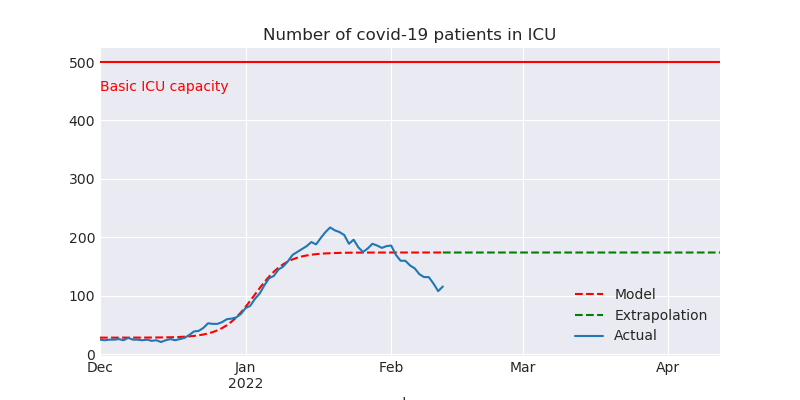 Number of covid-19 patients in ICU
500
Basic ICU capacity
400
300
200
100
0
Model
Extrapolation
Actual
Dec
Jan
2022
Feb
Mar
Apr